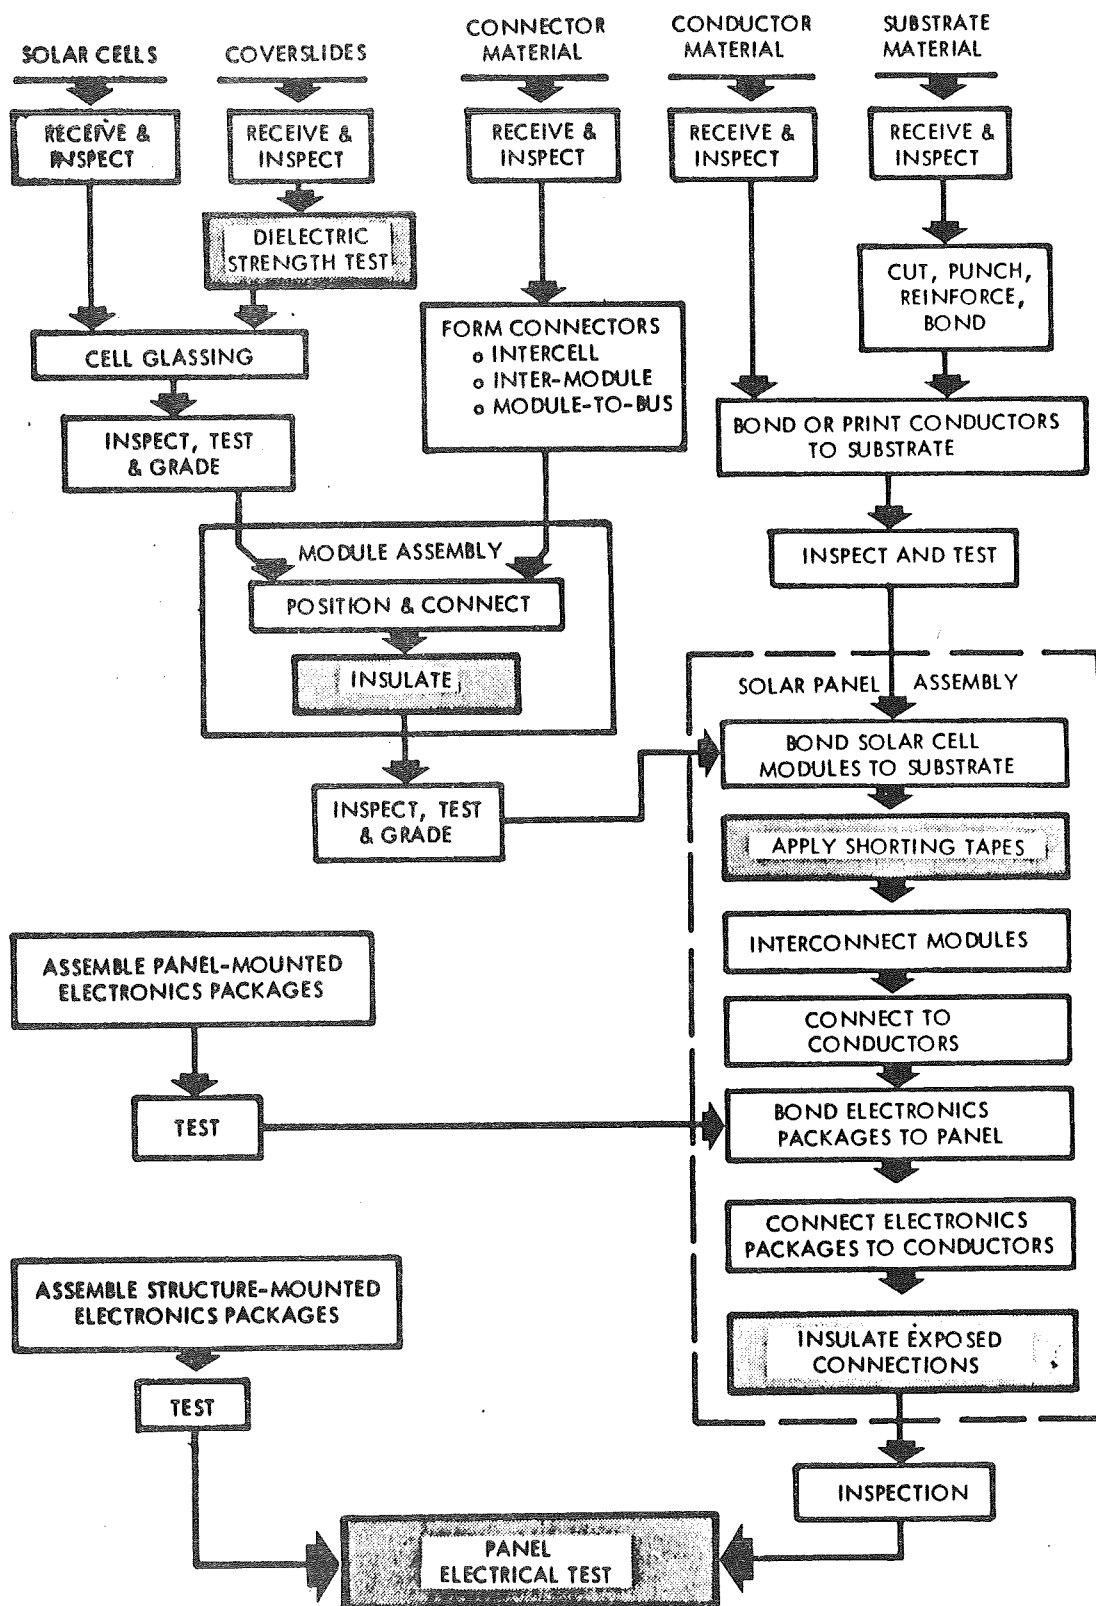 SOLAR CELLS
COVERSLIDES
CONNECTOR
MATERIAL
CONDUCTOR
MATERIAL
SUBSTRATE
MATERIAL
RECEIVE &
INSPECT
RECEIVE &
INSPECT
RECEIVE &
INSPECT
RECEIVE &
INSPECT
RECEIVE &
INSPECT
DIELECTRIC
STRENGTH TEST
CUT, PUNCH,
REINFORCE,
BOND
CELL GLASSING
FORM CONNECTORS
o INTERCELL
o INTER-MODULE
o MODULE-TO-BUS
BOND OR PRINT CONDUCTORS
TO SUBSTRATE
INSPECT, TEST
& GRADE
MODULE ASSEMBLY
INSPECT AND TEST
POSITION & CONNECT
INSULATE
SOLAR PANEL ASSEMBLY
BOND SOLAR CELL
MODULES TO SUBSTRATE
INSPECT, TEST
& GRADE
APPLY SHORTING TAPES
INTERCONNECT MODULES
ASSEMBLE PANEL-MOUNTED
ELECTRONICS PACKAGES
CONNECT TO
CONDUCTORS
TEST
BOND ELECTRONICS
PACKAGES TO PANEL
CONNECT ELECTRONICS
PACKAGES TO CONDUCTORS
ASSEMBLE STRUCTURE-MOUNTED
ELECTRONICS PACKAGES
INSULATE EXPOSED
CONNECTIONS
TEST
INSPECTION
PANEL
ELECTRICAL TEST